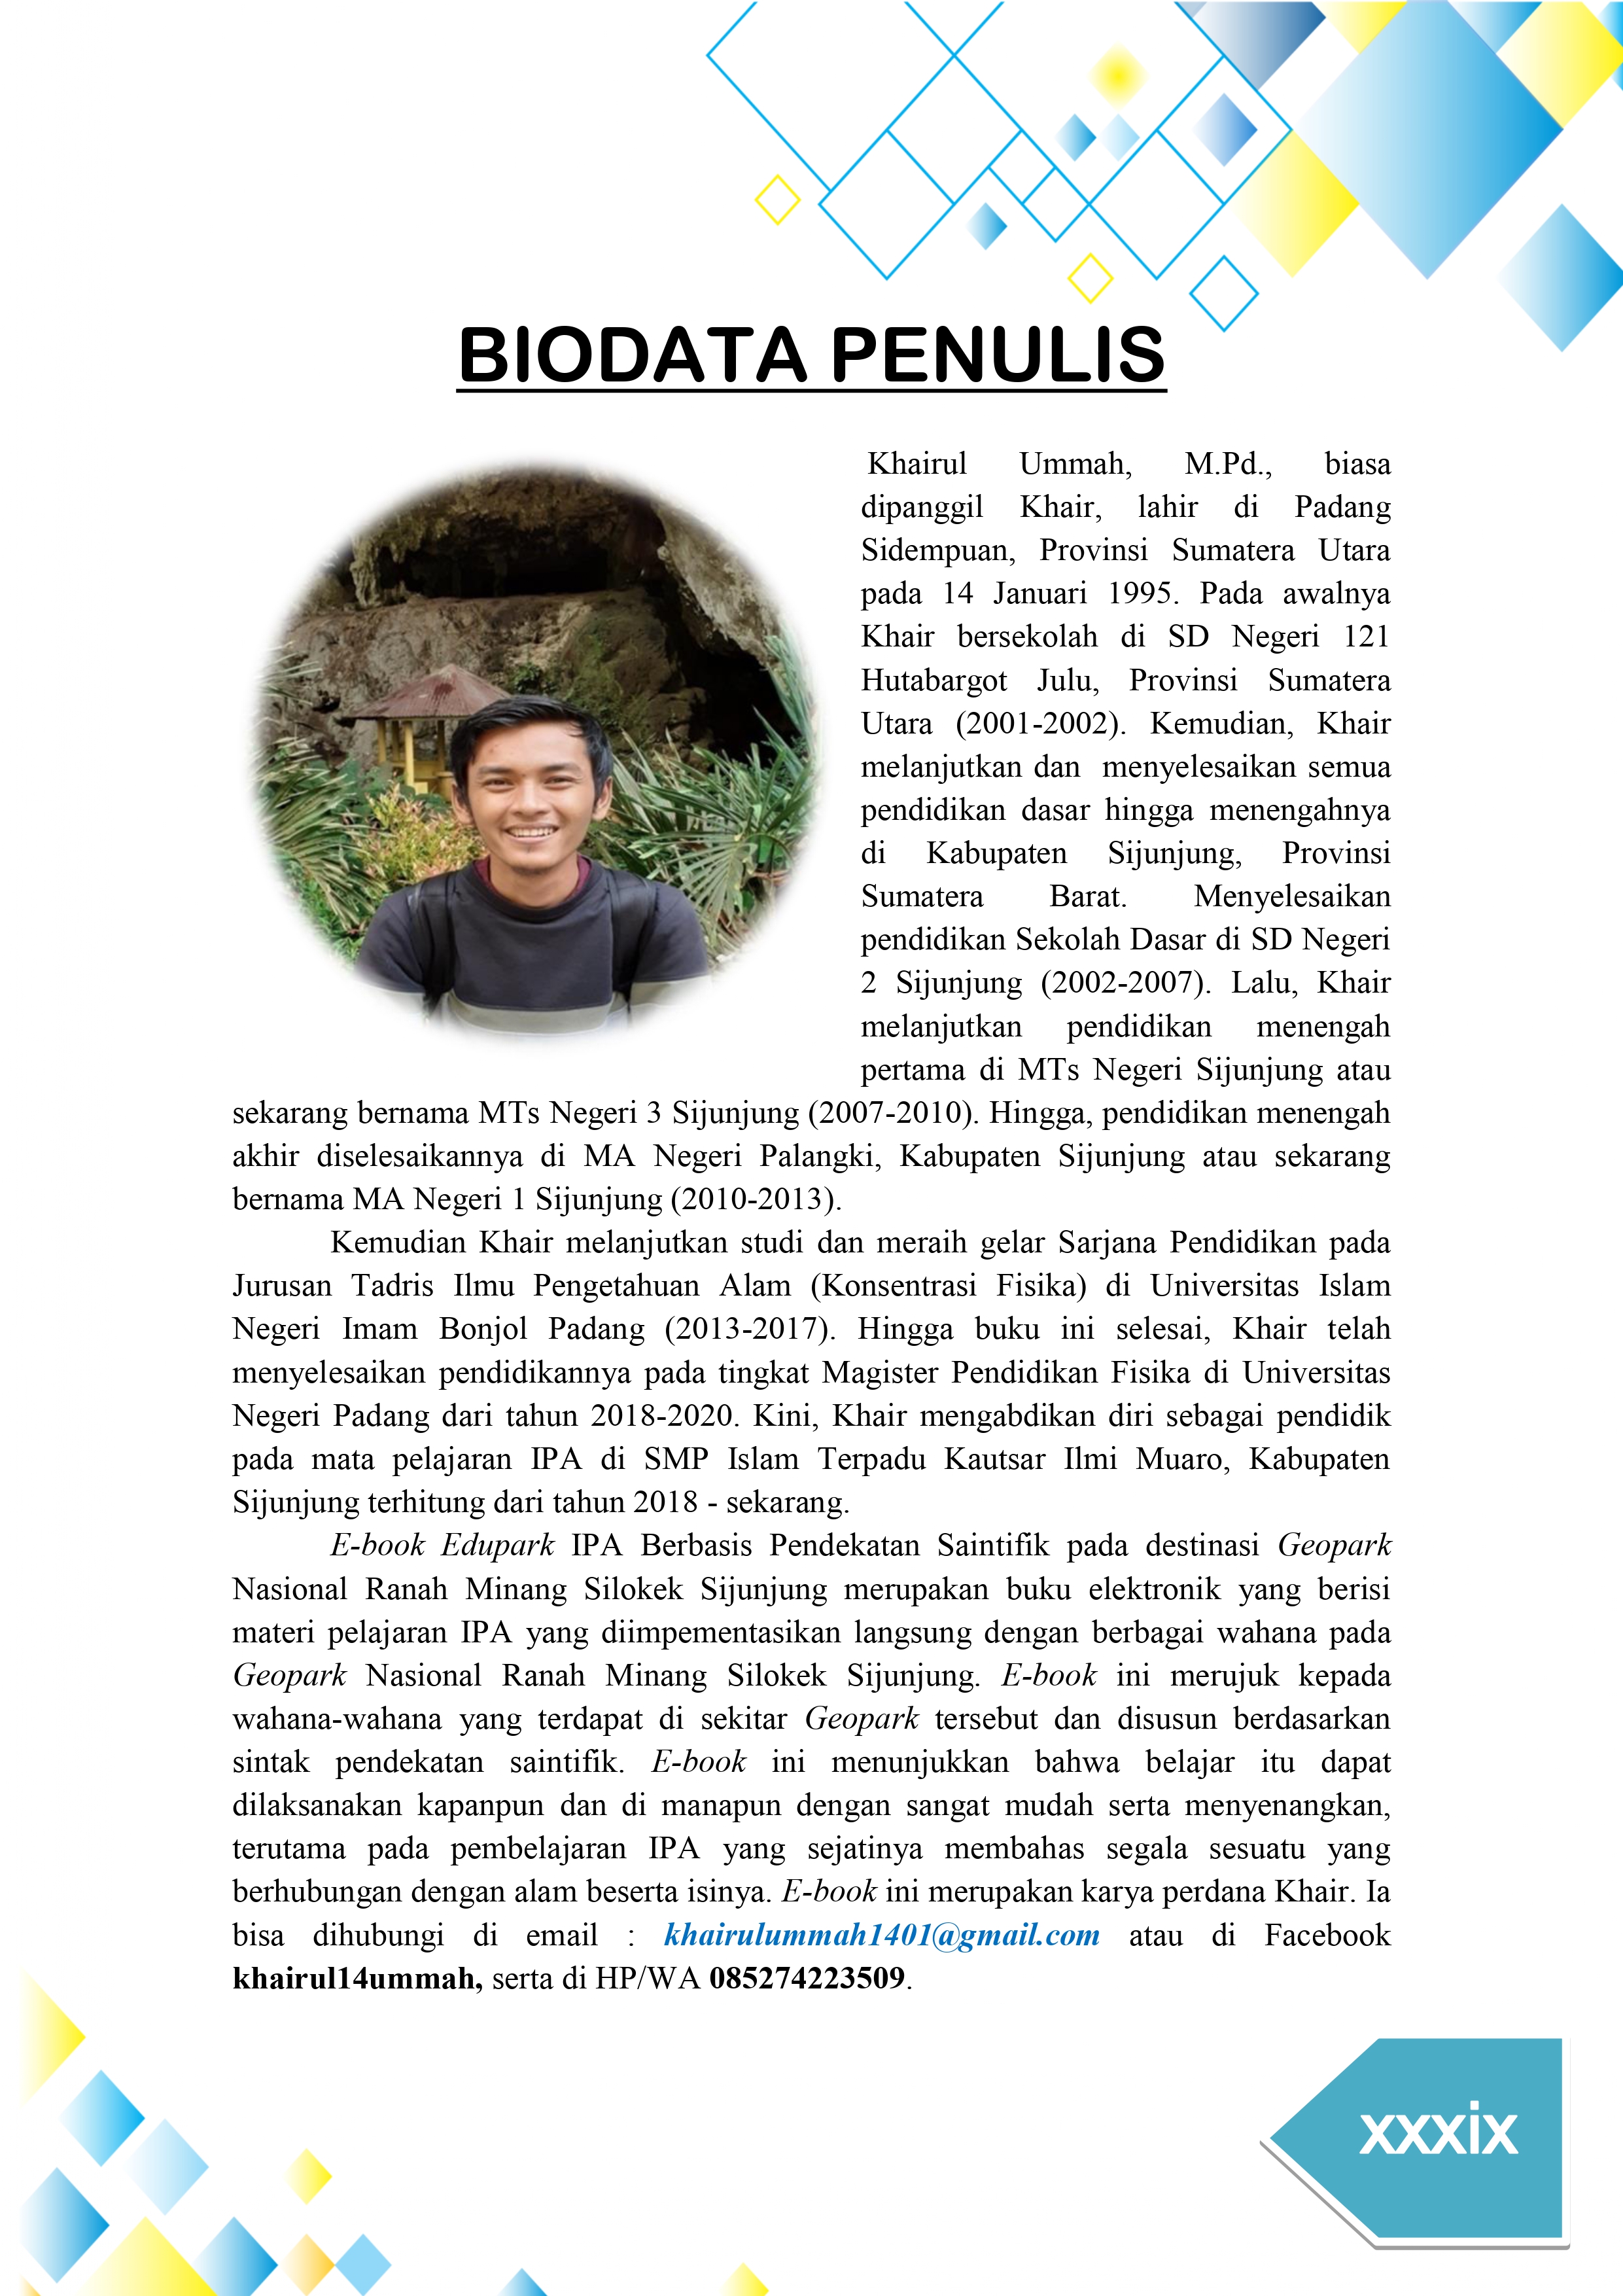 BIODATA PENULIS
Khairul Ummah, M.Pd., biasa
dipanggil Khair, lahir di Padang
Sidempuan, Provinsi Sumatera Utara
pada 14 Januari 1995. Pada awalnya
Khair bersekolah di SD Negeri 121
Hutabargot Julu, Provinsi Sumatera
Utara (2001-2002). Kemudian, Khair
melanjutkan dan menyelesaikan semua
pendidikan dasar hingga menengahnya
di Kabupaten Sijunjung, Provinsi
Sumatera Barat. Menyelesaikan
pendidikan Sekolah Dasar di SD Negeri
2 Sijunjung (2002-2007). Lalu, Khair
melanjutkan pendidikan menengah
pertama di MTs Negeri Sijunjung atau
sekarang bernama MTs Negeri 3 Sijunjung (2007-2010). Hingga, pendidikan menengah
akhir diselesaikannya di MA Negeri Palangki, Kabupaten Sijunjung atau sekarang
bernama MA Negeri 1 Sijunjung (2010-2013).
Kemudian Khair melanjutkan studi dan meraih gelar Sarjana Pendidikan pada
Jurusan Tadris Ilmu Pengetahuan Alam (Konsentrasi Fisika) di Universitas Islam
Negeri Imam Bonjol Padang (2013-2017). Hingga buku ini selesai, Khair telah
menyelesaikan pendidikannya pada tingkat Magister Pendidikan Fisika di Universitas
Negeri Padang dari tahun 2018-2020. Kini, Khair mengabdikan diri sebagai pendidik
pada mata pelajaran IPA di SMP Islam Terpadu Kautsar Ilmi Muaro, Kabupaten
Sijunjung terhitung dari tahun 2018 - sekarang.
E-book Edupark IPA Berbasis Pendekatan Saintifik pada destinasi Geopark
Nasional Ranah Minang Silokek Sijunjung merupakan buku elektronik yang berisi
materi pelajaran IPA yang diimpementasikan langsung dengan berbagai wahana pada
Geopark Nasional Ranah Minang Silokek Sijunjung. E-book ini merujuk kepada
wahana-wahana yang terdapat di sekitar Geopark tersebut dan disusun berdasarkan
sintak pendekatan saintifik. E-book ini menunjukkan bahwa belajar itu dapat
dilaksanakan kapanpun dan di manapun dengan sangat mudah serta menyenangkan,
terutama pada pembelajaran IPA yang sejatinya membahas segala sesuatu yang
berhubungan dengan alam beserta isinya. E-book ini merupakan karya perdana Khair. Ia
bisa dihubungi di email : khairulummah1401@gmail.com atau di Facebook
khairul14ummah, serta di HP/WA 085274223509.
xxxix